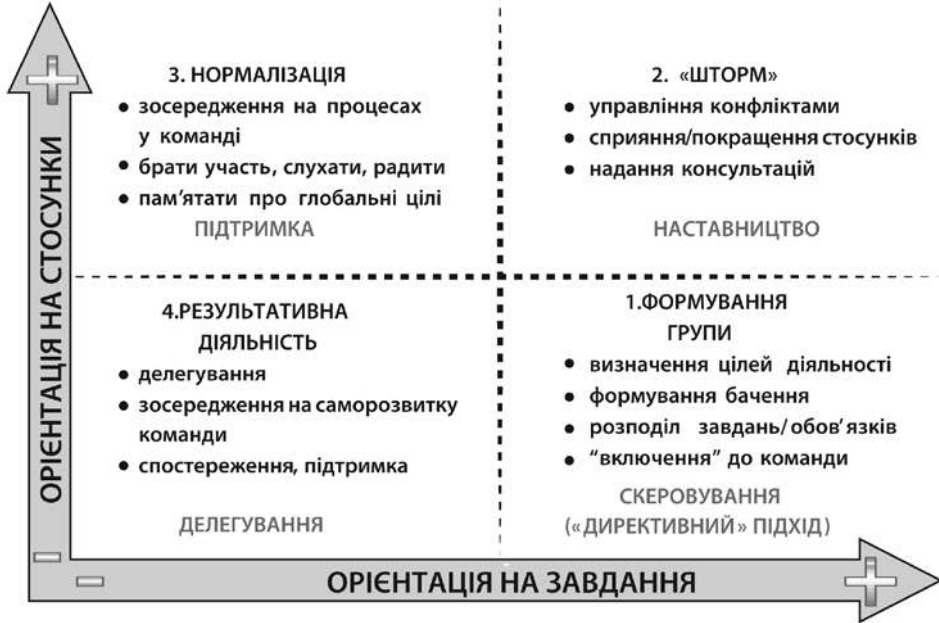 3. НОРМАЛІЗАЦІЯ
• зосередження на процесах
у команді
• брати участь, слухати, радити
• пам'ятати про глобальні цілі
ПІДТРИМКА
2. «ШТОРМ»
• управління конфліктами
• сприяння/покращення стосунків
• надання консультацій
НАСТАВНИЦТВО
4.РЕЗУЛЬТАТИВНА
ДІЯЛЬНІСТЬ
• делегування
• зосередження на саморозвитку
команди
• спостереження, підтримка
ДЕЛЕГУВАННЯ
1.ФОРМУВАННЯ
ГРУПИ
• визначення цілей діяльності
• формування бачення
• розподіл завдань/обов'язків
• “включення” до команди
СКЕРОВУВАННЯ
(«ДИРЕКТИВНИЙ» ПІДХІД)
ОРІЄНТАЦІЯ НА СТОСУНКИ
ОРІЄНТАЦІЯ НА ЗАВДАННЯ